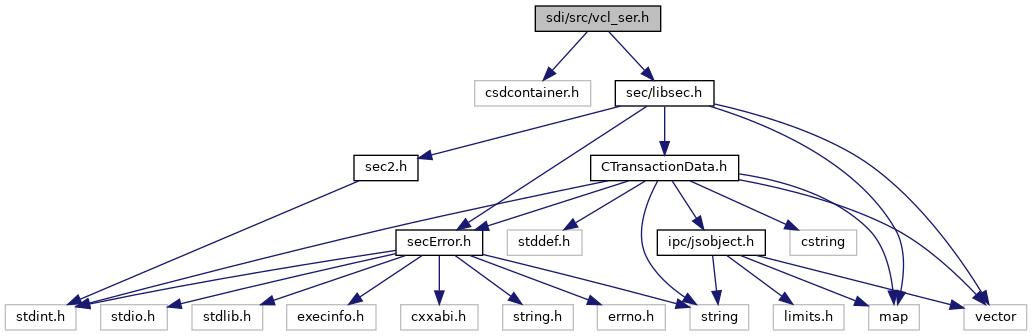 sdi/src/vcl_ser.h
csdcontainer.h
sec/libsec.h
sec2.h
CTransactionData.h
secError.h
stddef.h
ipc/jsobject.h
cstring
stdint.h
stdio.h
stdlib.h
execinfo.h
cxxabi.h
string.h
errno.h
string
limits.h
map
vector